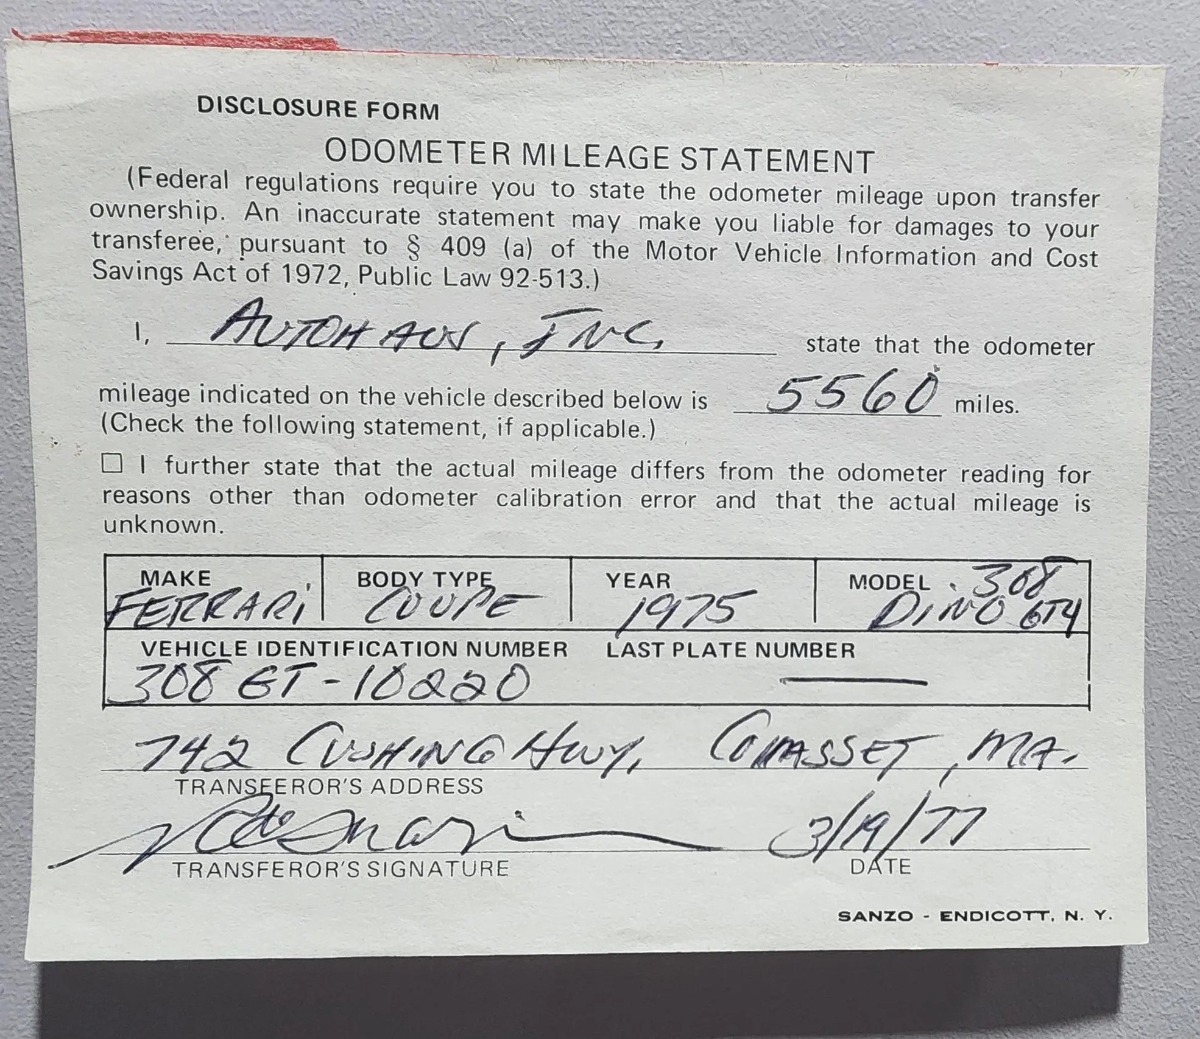 DISCLOSURE FORM
ODOMETER MILEAGE STATEMENT
(Federal regulations require you to state the odometer mileage upon transfer
ownership. An inaccurate statement may make you liable for damages to your
transferee, pursuant to § 409 (a) of the Motor Vehicle Information and Cost
Savings Act of 1972, Public Law 92-513.)
I, AUTOHAUS, INC. state that the odometer
mileage indicated on the vehicle described below is 5560 miles.
(Check the following statement, if applicable.)
☐ I further state that the actual mileage differs from the odometer reading for
reasons other than odometer calibration error and that the actual mileage is
unknown.
MAKE BODY TYPE YEAR MODEL 308
FERRARI COUPE 1975 DINO GT4
VEHICLE IDENTIFICATION NUMBER LAST PLATE NUMBER
308 GT-10220 —
742 CUSHING HWY, COHASSET, MA.
TRANSFEROR'S ADDRESS
3/19/77
TRANSFEROR'S SIGNATURE DATE
SANZO - ENDICOTT, N. Y.